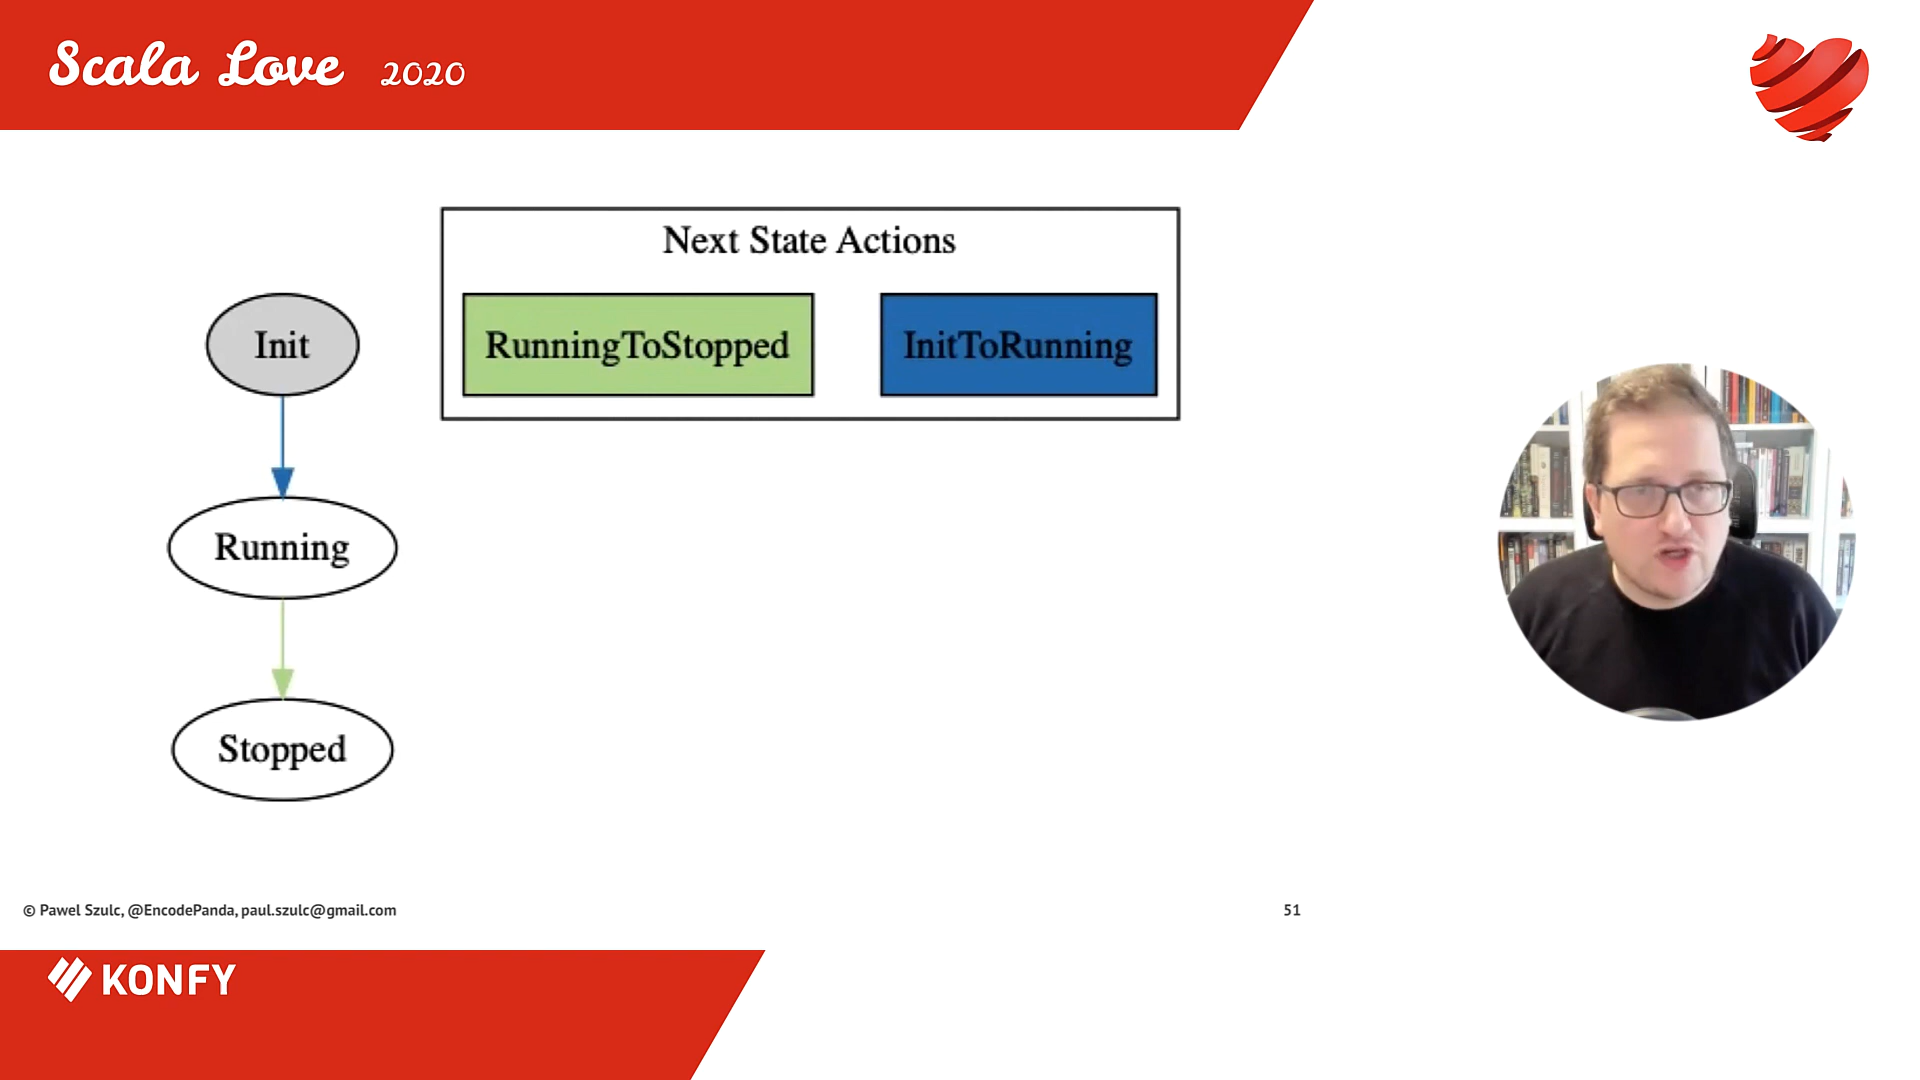 Scala Love 2020
Next State Actions
Init
RunningToStopped
InitToRunning
Running
Stopped
© Pawel Szulc, @EncodePanda, paul.szulc@gmail.com
51
KONFY